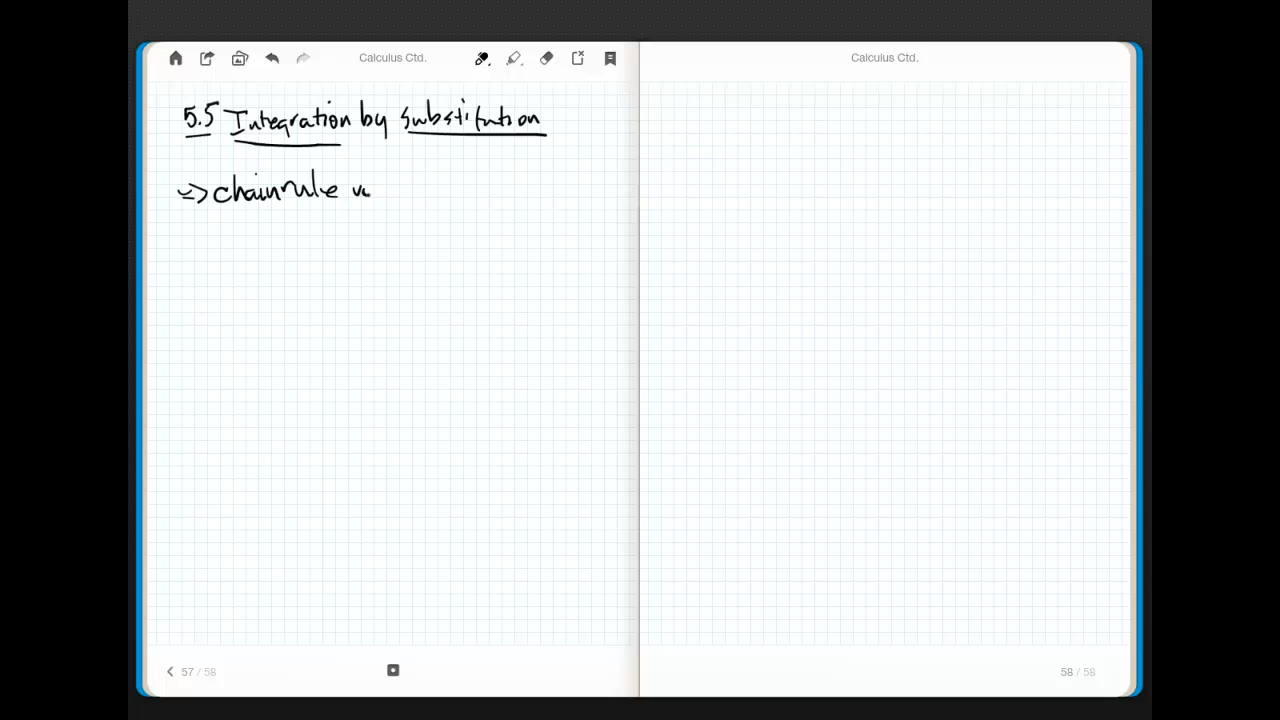 Calculus Ctd.
Calculus Ctd.
5.5 Integration by substitution
=> chainrule
57 / 58
58 / 58